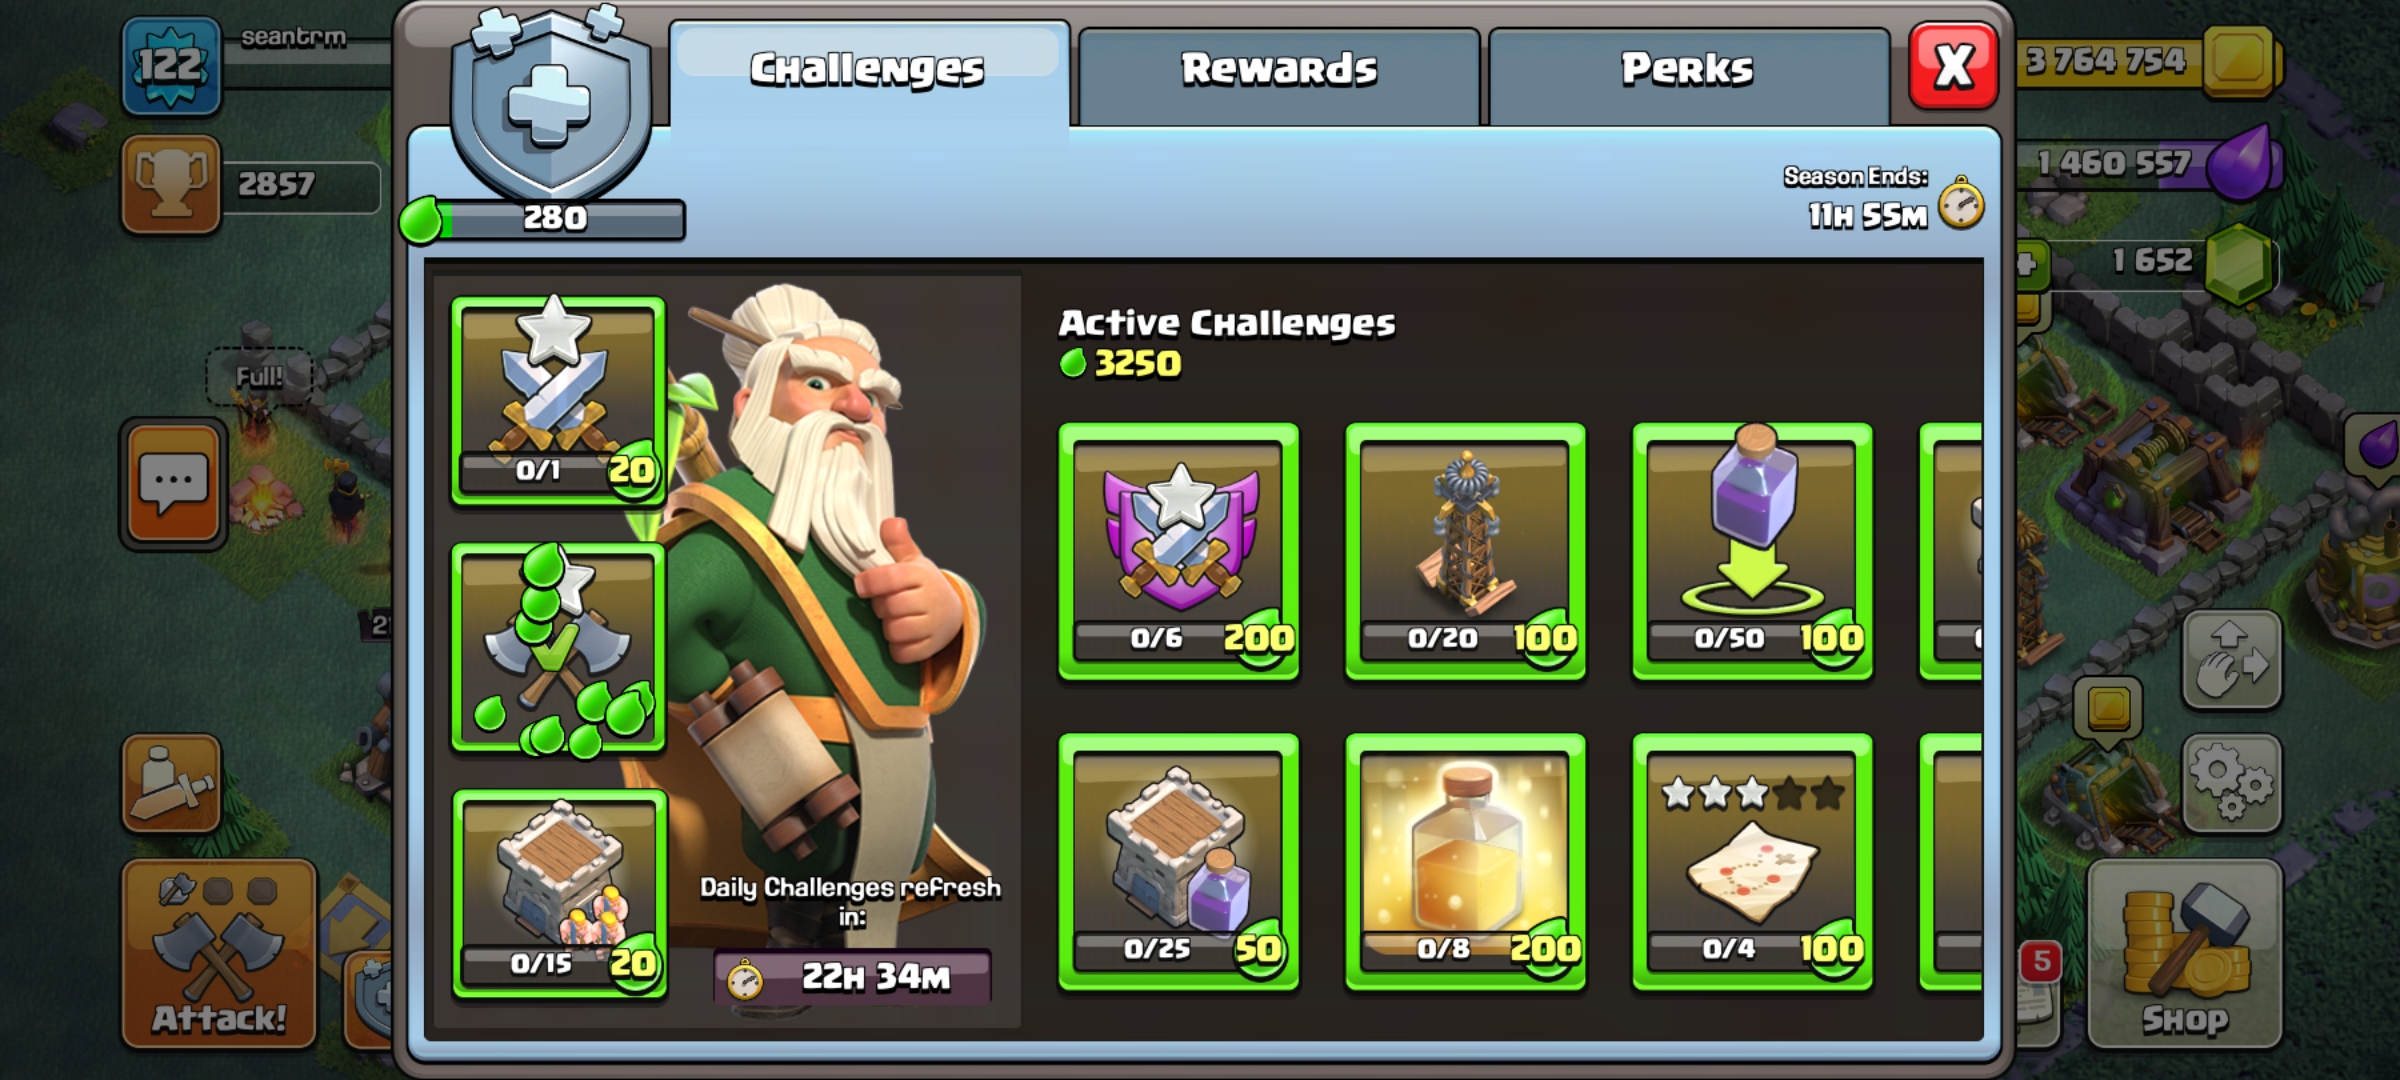 122
seantrm
2857
Challenges
Rewards
Perks
X
3 764 754
1 460 557
1 652
280
Season Ends:
11H 55M
Full!
0/1
20
Active Challenges
3250
0/6
200
0/20
100
0/50
100
0/15
20
Daily Challenges refresh
in:
22H 34M
0/25
50
0/8
200
0/4
100
Attack!
5
Shop